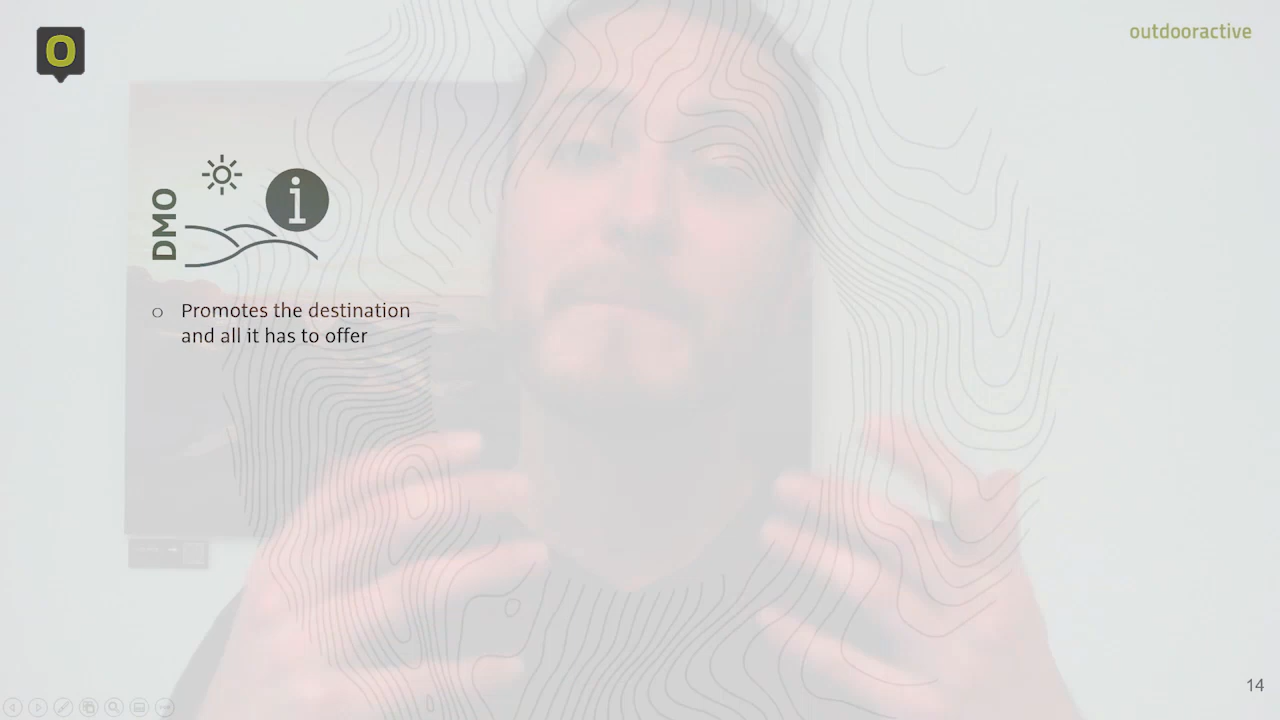 O
outdooractive
DMO
i
o Promotes the destination
and all it has to offer
14